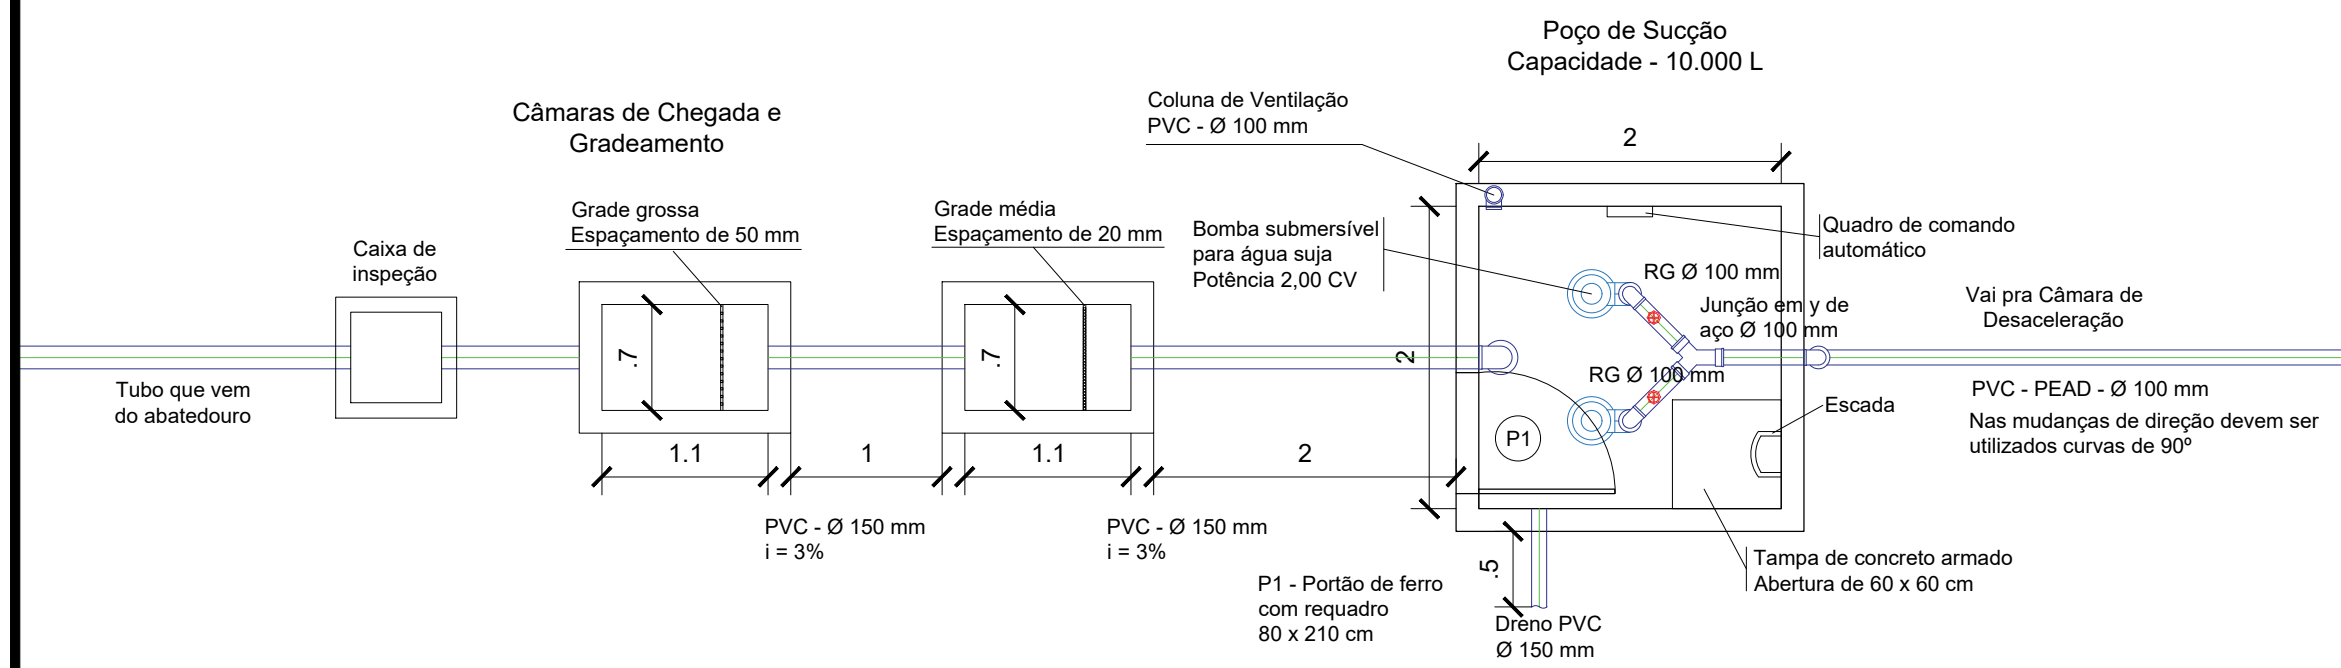 Poço de Sucção
Capacidade - 10.000 L
Câmaras de Chegada e
Gradeamento
Coluna de Ventilação
PVC - Ø 100 mm
2
Grade grossa
Espaçamento de 50 mm
Grade média
Espaçamento de 20 mm
Caixa de
inspeção
Bomba submersível
para água suja
Potência 2,00 CV
Quadro de comando
automático
RG Ø 100 mm
Junção em y de
aço Ø 100 mm
Vai pra Câmara de
Desaceleração
.7
.7
2
RG Ø 100 mm
Tubo que vem
do abatedouro
PVC - PEAD - Ø 100 mm
Nas mudanças de direção devem ser
utilizados curvas de 90º
Escada
P1
1.1
1
1.1
2
PVC - Ø 150 mm
i = 3%
PVC - Ø 150 mm
i = 3%
.5
P1 - Portão de ferro
com requadro
80 x 210 cm
Tampa de concreto armado
Abertura de 60 x 60 cm
Dreno PVC
Ø 150 mm